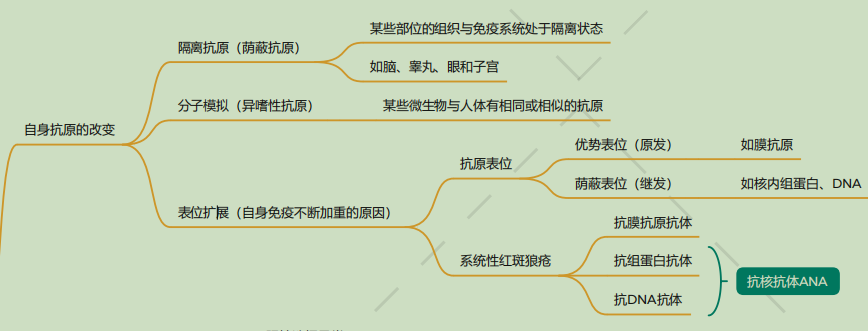 某些部位的组织与免疫系统处于隔离状态
隔离抗原（荫蔽抗原）
如脑、睾丸、眼和子宫
分子模拟（异嗜性抗原）
某些微生物与人体有相同或相似的抗原
自身抗原的改变
优势表位（原发）
如膜抗原
抗原表位
荫蔽表位（继发）
如核内组蛋白、DNA
表位扩展（自身免疫不断加重的原因）
抗膜抗原抗体
系统性红斑狼疮
抗组蛋白抗体
抗核抗体ANA
抗DNA抗体